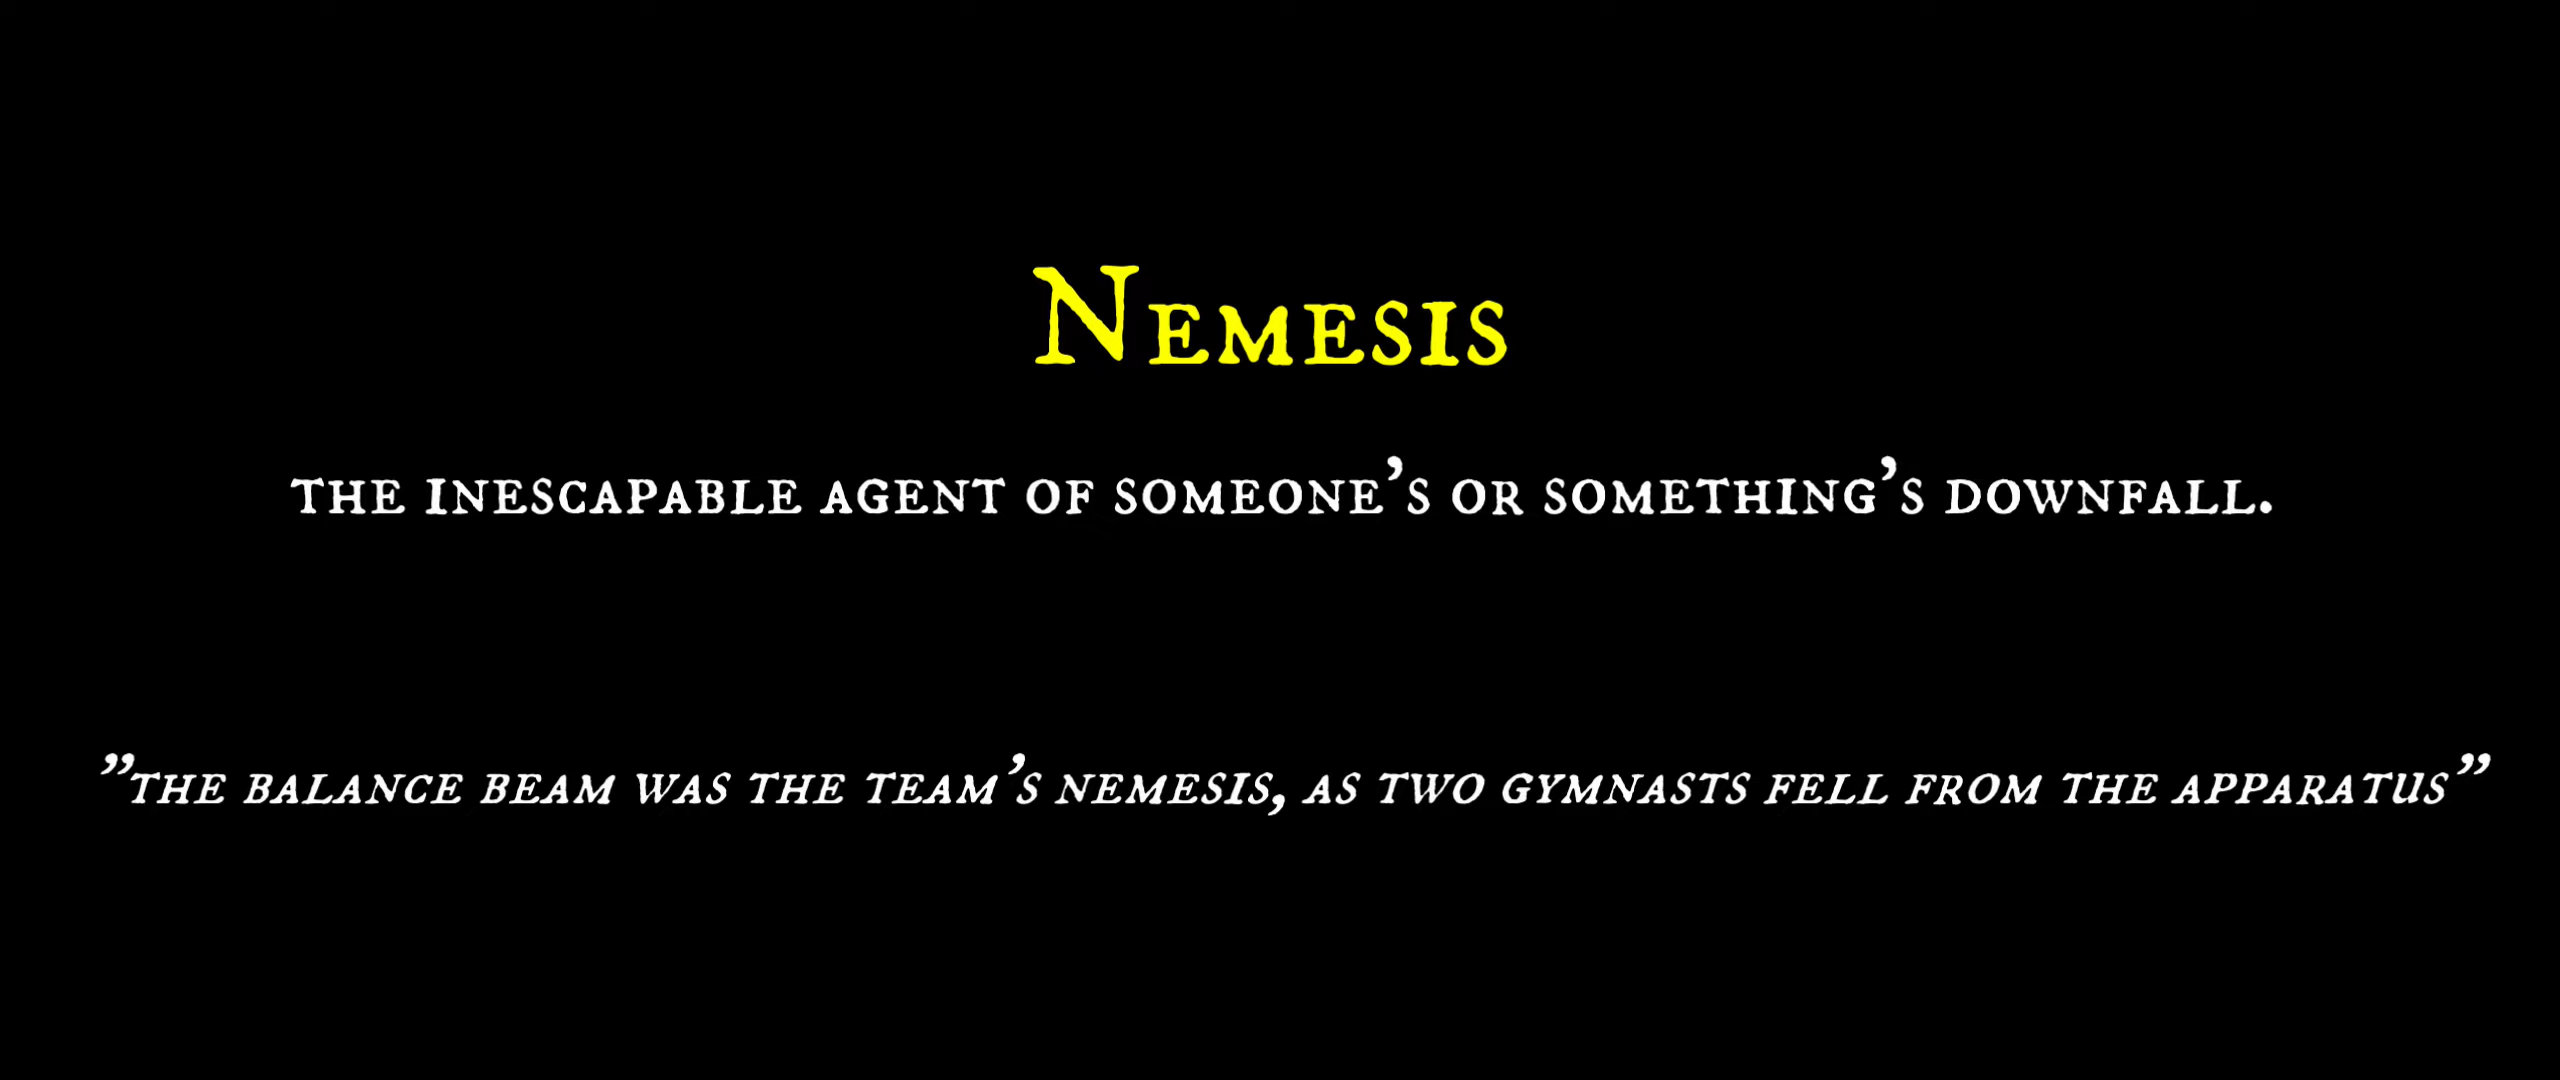 Nemesis
the inescapable agent of someone’s or something’s downfall.
”the balance beam was the team’s nemesis, as two gymnasts fell from the apparatus”